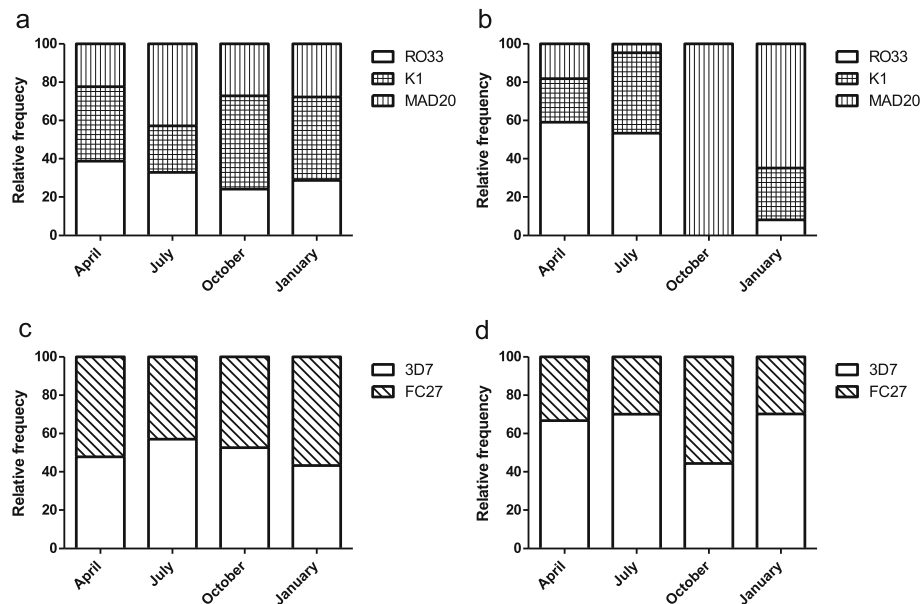 a
Relative frequecy
100
80
60
40
20
0
April
July
October
January
RO33
K1
MAD20
b
Relative frequency
100
80
60
40
20
0
April
July
October
January
RO33
K1
MAD20
c
Relative frequecy
100
80
60
40
20
0
April
July
October
January
3D7
FC27
d
Relative frequency
100
80
60
40
20
0
April
July
October
January
3D7
FC27